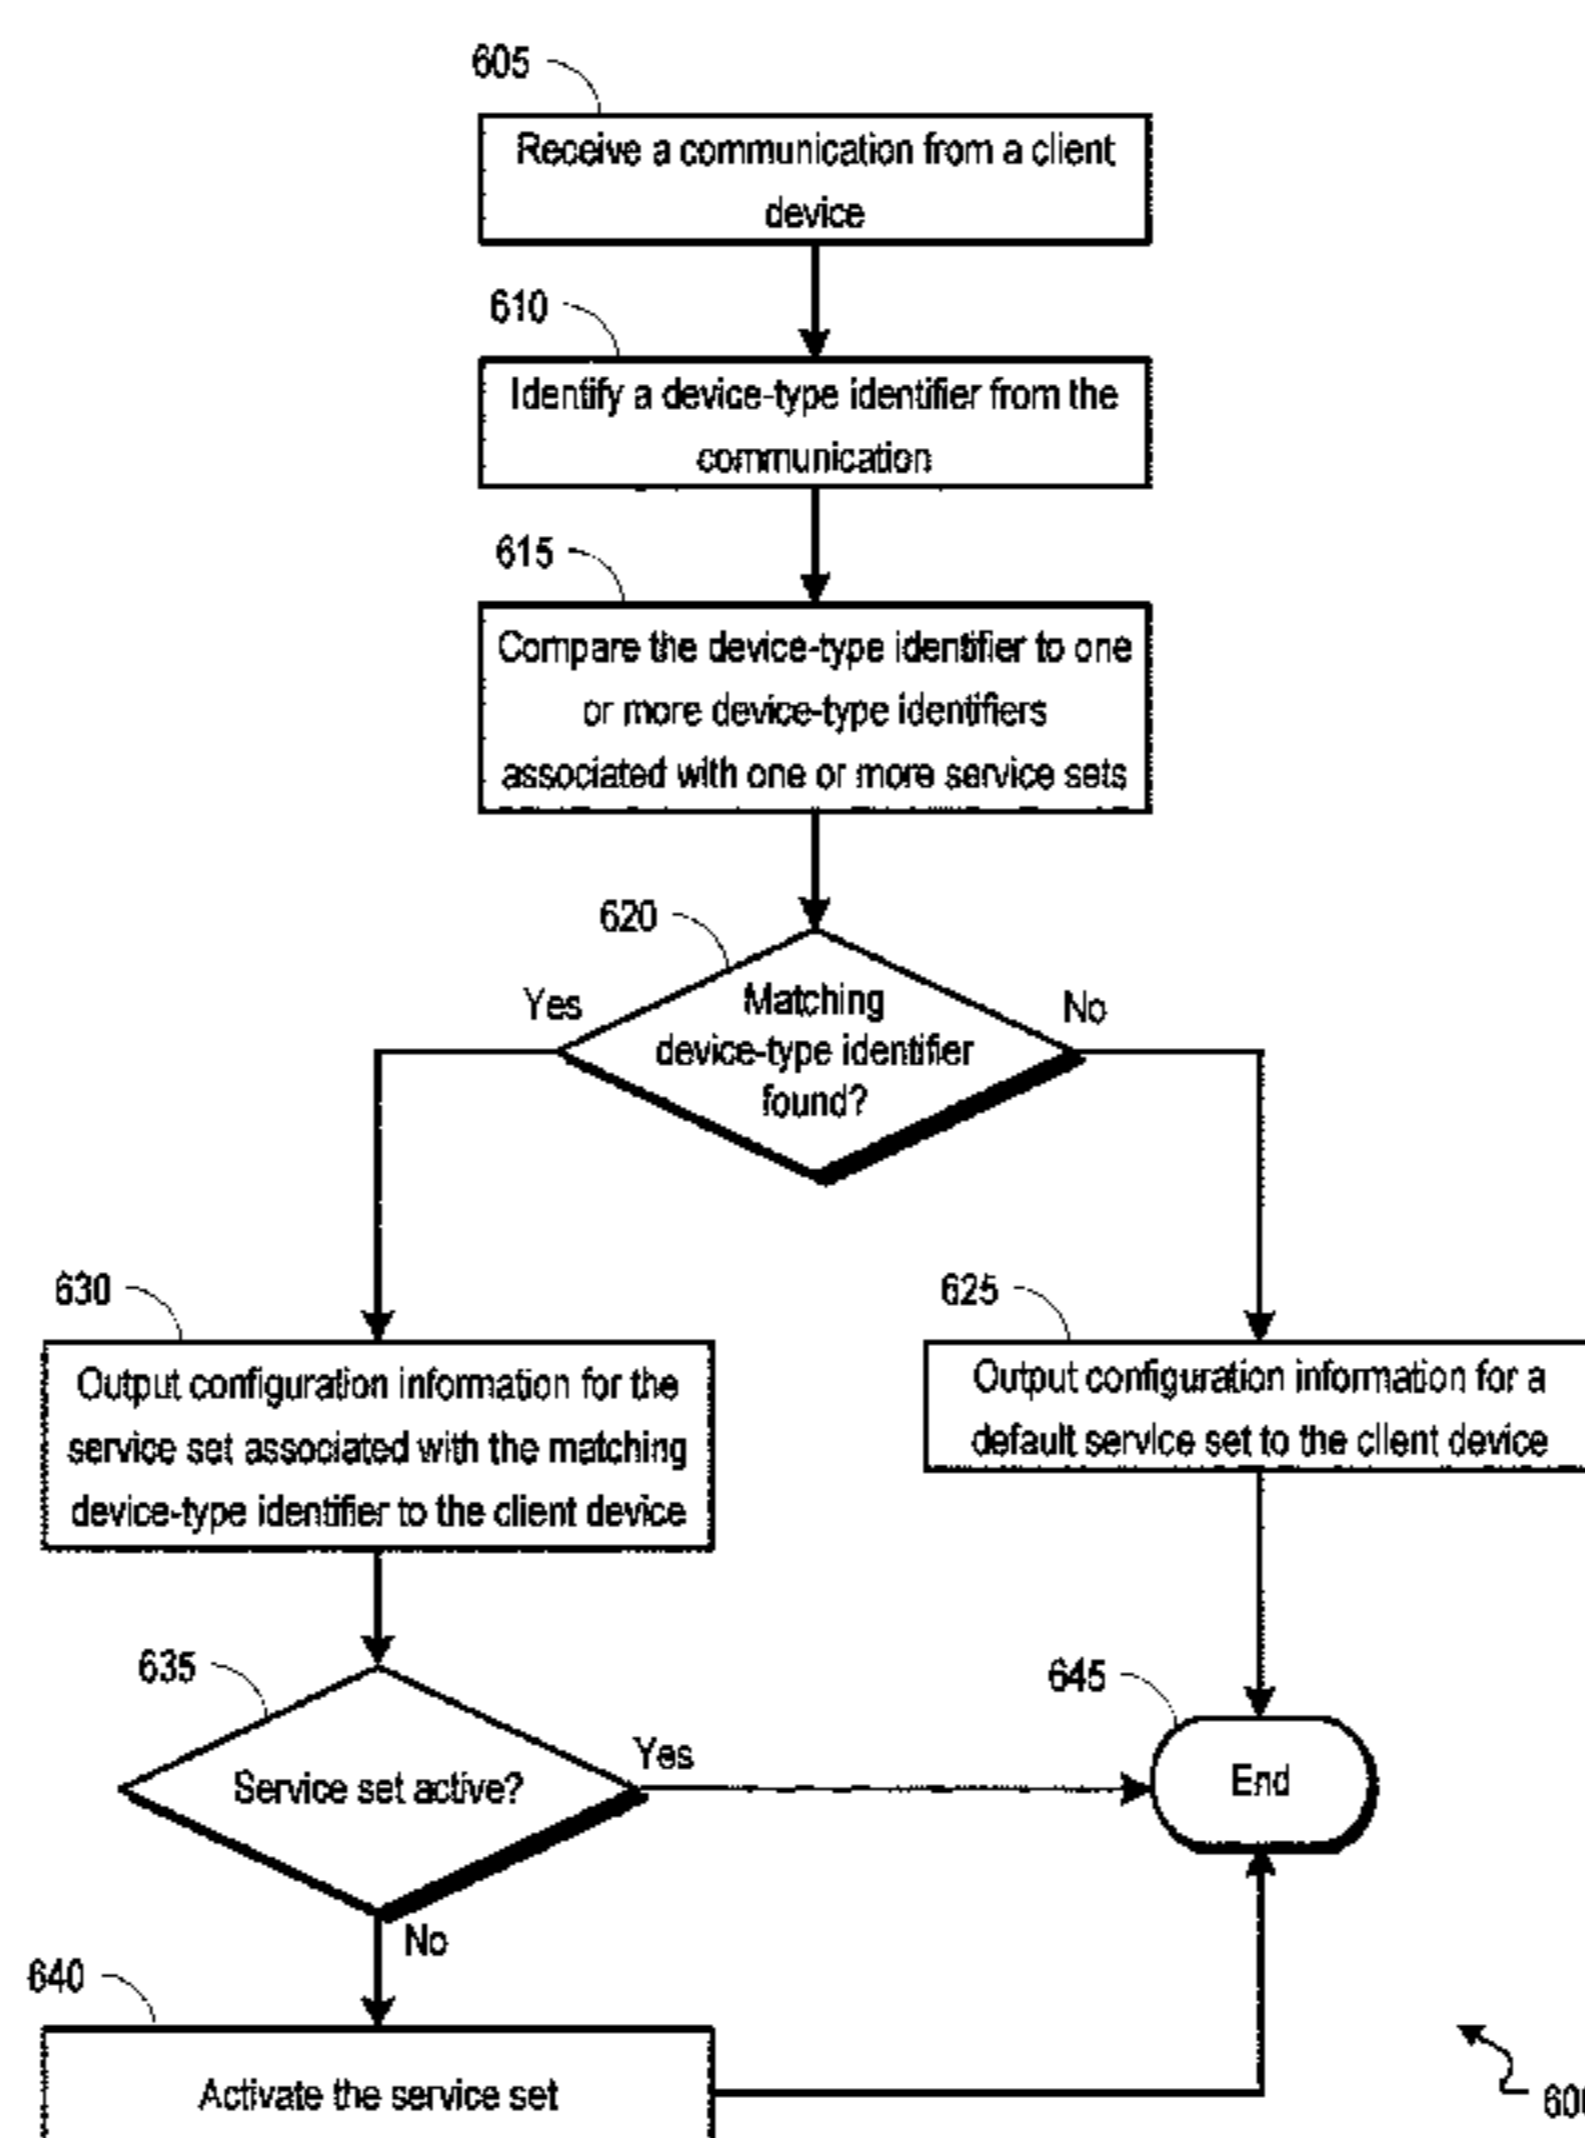 605
Receive a communication from a client
device
610
Identify a device-type identifier from the
communication
615
Compare the device-type identifier to one
or more device-type identifiers
associated with one or more service sets
620
Yes
No
Matching
device-type identifier
found?
630
625
Output configuration information for the
service set associated with the matching
device-type identifier to the client device
Output configuration information for a
default service set to the client device
635
Service set active?
Yes
645
End
No
640
Activate the service set